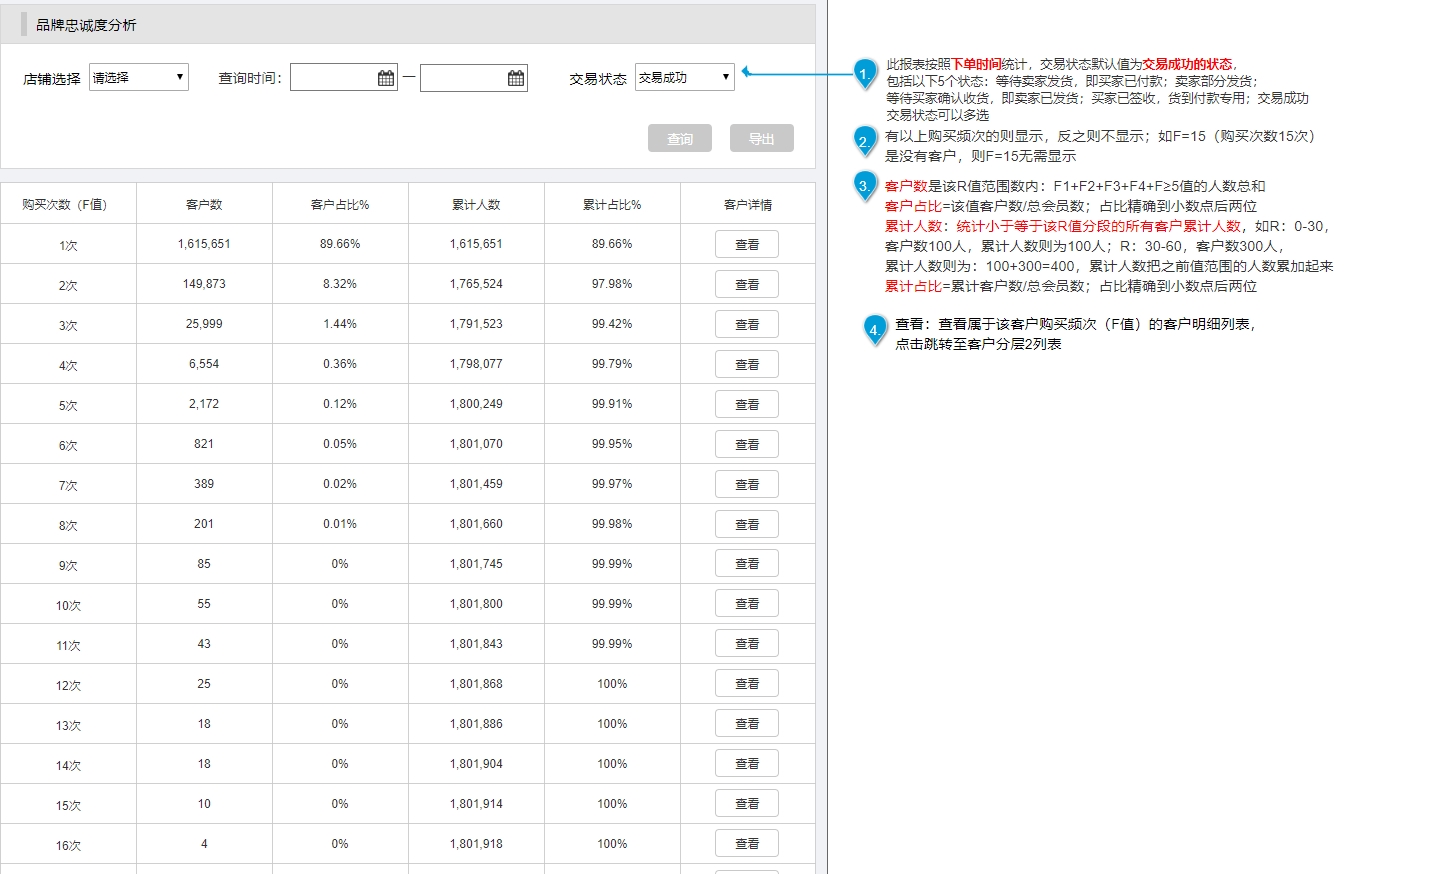 品牌忠诚度分析
店铺选择 请选择 查询时间： — 交易状态 交易成功
查询 导出
购买次数（F值） 客户数 客户占比% 累计人数 累计占比% 客户详情
1次 1,615,651 89.66% 1,615,651 89.66% 查看
2次 149,873 8.32% 1,765,524 97.98% 查看
3次 25,999 1.44% 1,791,523 99.42% 查看
4次 6,554 0.36% 1,798,077 99.79% 查看
5次 2,172 0.12% 1,800,249 99.91% 查看
6次 821 0.05% 1,801,070 99.95% 查看
7次 389 0.02% 1,801,459 99.97% 查看
8次 201 0.01% 1,801,660 99.98% 查看
9次 85 0% 1,801,745 99.99% 查看
10次 55 0% 1,801,800 99.99% 查看
11次 43 0% 1,801,843 99.99% 查看
12次 25 0% 1,801,868 100% 查看
13次 18 0% 1,801,886 100% 查看
14次 18 0% 1,801,904 100% 查看
15次 10 0% 1,801,914 100% 查看
16次 4 0% 1,801,918 100% 查看
1. 此报表按照下单时间统计，交易状态默认值为交易成功的状态，
包括以下5个状态：等待卖家发货，即买家已付款；卖家部分发货；
等待买家确认收货，即卖家已发货；买家已签收，货到付款专用；交易成功
交易状态可以多选
2. 有以上购买频次的则显示，反之则不显示；如F=15（购买次数15次）
是没有客户，则F=15无需显示
3. 客户数是该R值范围数内：F1+F2+F3+F4+F≥5值的人数总和
客户占比=该值客户数/总会员数；占比精确到小数点后两位
累计人数：统计小于等于该R值分段的所有客户累计人数，如R：0-30，
客户数100人，累计人数则为100人；R：30-60，客户数300人，
累计人数则为：100+300=400，累计人数把之前值范围的人数累加起来
累计占比=累计客户数/总会员数；占比精确到小数点后两位
4. 查看：查看属于该客户购买频次（F值）的客户明细列表，
点击跳转至客户分层2列表